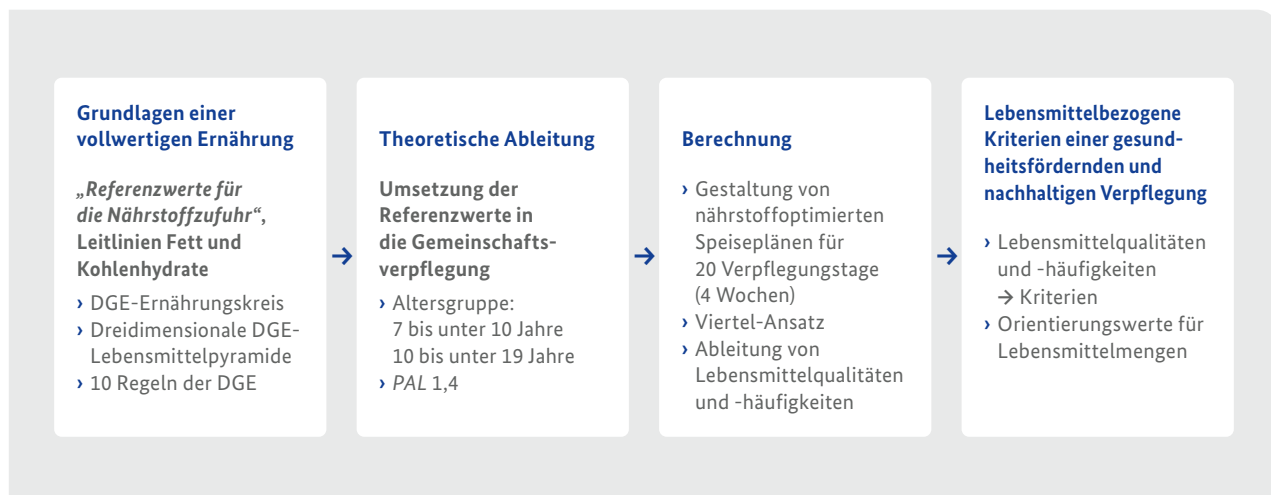 Grundlagen einer
vollwertigen Ernährung
„Referenzwerte für
die Nährstoffzufuhr“,
Leitlinien Fett und
Kohlenhydrate
› DGE-Ernährungskreis
› Dreidimensionale DGE-
Lebensmittelpyramide
› 10 Regeln der DGE
→
Theoretische Ableitung
Umsetzung der
Referenzwerte in
die Gemeinschafts-
verpflegung
› Altersgruppe:
7 bis unter 10 Jahre
10 bis unter 19 Jahre
› PAL 1,4
→
Berechnung
› Gestaltung von
nährstoffoptimierten
Speiseplänen für
20 Verpflegungstage
(4 Wochen)
› Viertel-Ansatz
› Ableitung von
Lebensmittelqualitäten
und -häufigkeiten
→
Lebensmittelbezogene
Kriterien einer gesund-
heitsfördernden und
nachhaltigen Verpflegung
› Lebensmittelqualitäten
und -häufigkeiten
→ Kriterien
› Orientierungswerte für
Lebensmittelmengen